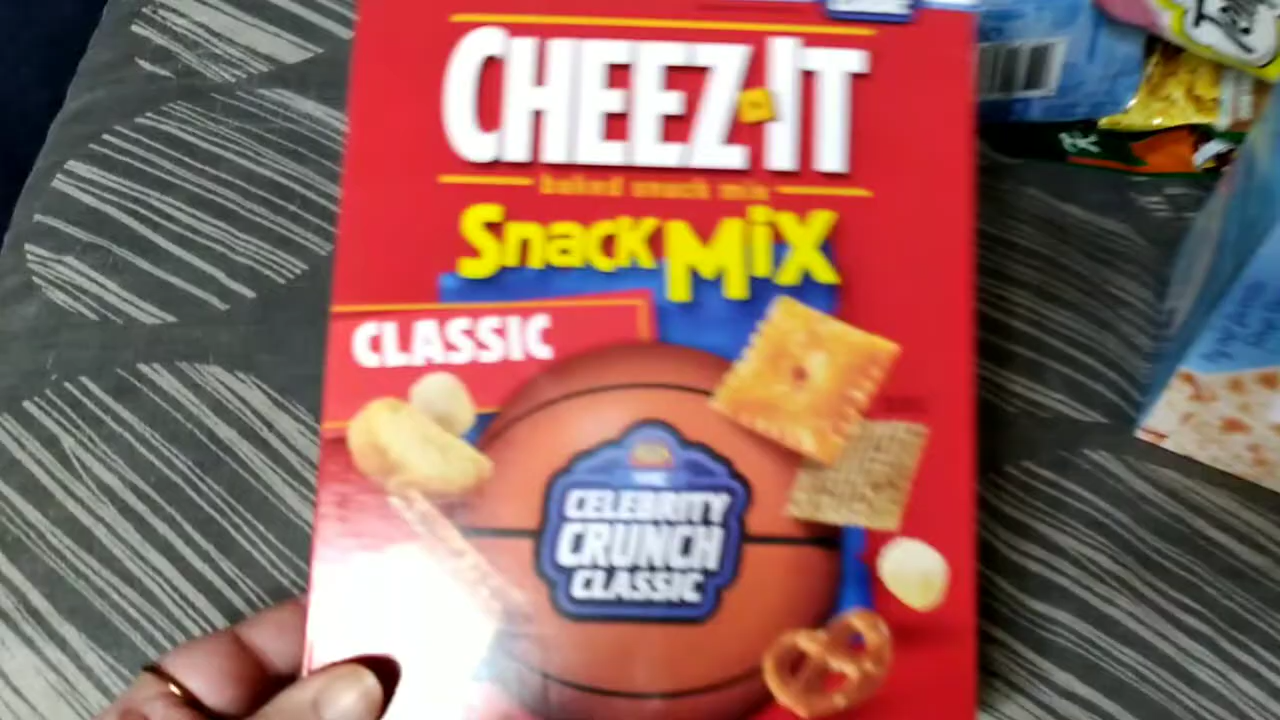 CHEEZ-IT
baked snack mix
Snack Mix
CLASSIC
CELEBRITY
CRUNCH
CLASSIC